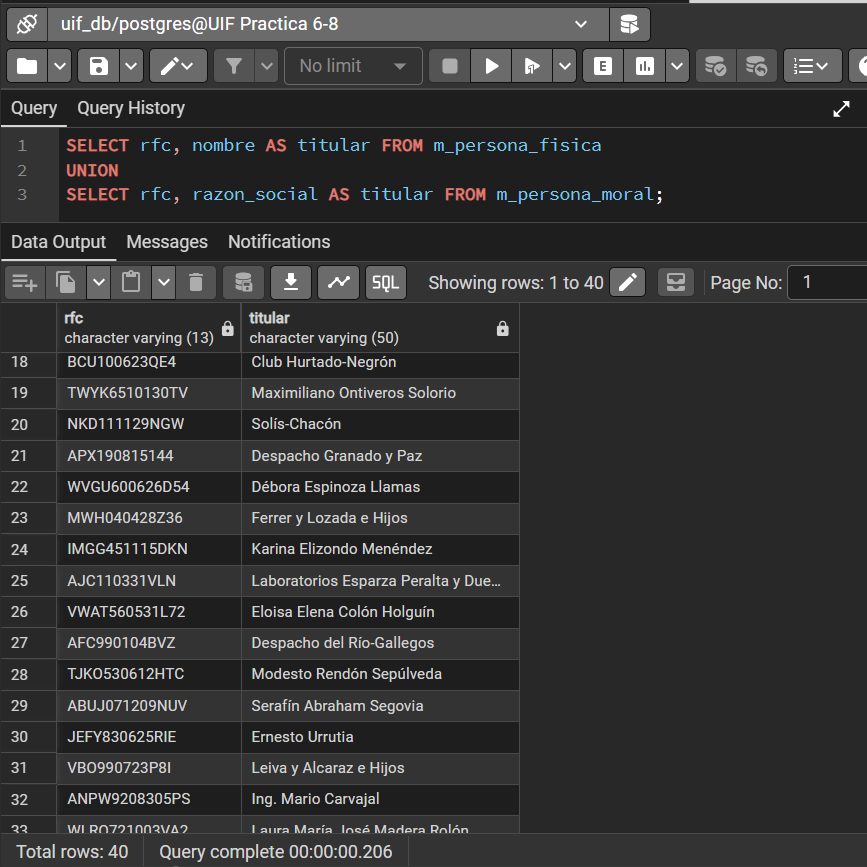 uif_db/postgres@UIF Practica 6-8
No limit
E
Query Query History
1 SELECT rfc, nombre AS titular FROM m_persona_fisica
2 UNION
3 SELECT rfc, razon_social AS titular FROM m_persona_moral;
Data Output Messages Notifications
SQL Showing rows: 1 to 40 Page No: 1
rfc titular
character varying (13) character varying (50)
18 BCU100623QE4 Club Hurtado-Negrón
19 TWYK6510130TV Maximiliano Ontiveros Solorio
20 NKD111129NGW Solís-Chacón
21 APX190815144 Despacho Granado y Paz
22 WVGU600626D54 Débora Espinoza Llamas
23 MWH040428Z36 Ferrer y Lozada e Hijos
24 IMGG451115DKN Karina Elizondo Menéndez
25 AJC110331VLN Laboratorios Esparza Peralta y Due...
26 VWAT560531L72 Eloisa Elena Colón Holguín
27 AFC990104BVZ Despacho del Río-Gallegos
28 TJKO530612HTC Modesto Rendón Sepúlveda
29 ABUJ071209NUV Serafín Abraham Segovia
30 JEFY830625RIE Ernesto Urrutia
31 VBO990723P8I Leiva y Alcaraz e Hijos
32 ANPW9208305PS Ing. Mario Carvajal
33 WLRO721003VA2 Laura María José Madera Rolón
Total rows: 40 Query complete 00:00:00.206